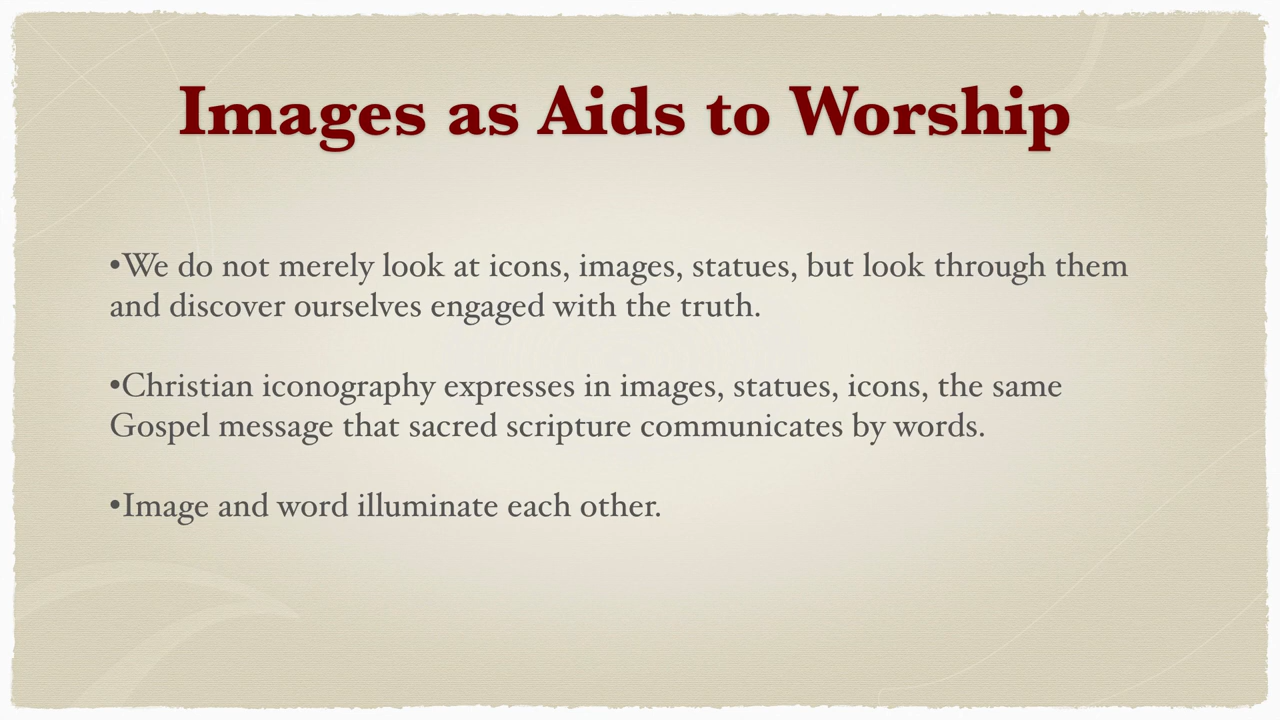 Images as Aids to Worship
•We do not merely look at icons, images, statues, but look through them
and discover ourselves engaged with the truth.
•Christian iconography expresses in images, statues, icons, the same
Gospel message that sacred scripture communicates by words.
•Image and word illuminate each other.